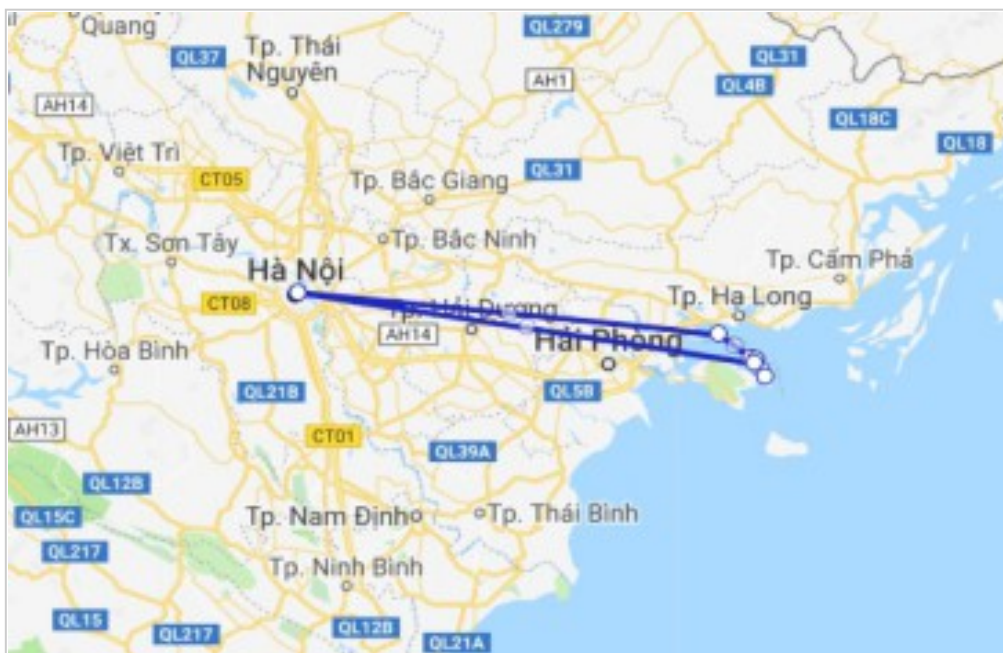 Quang
QL279
Tp. Thái
Nguyên
QL37
QL31
QL4B
AH1
AH14
QL18C
QL18
Tp. Việt Trì
CT05
Tp. Bắc Giang
QL31
Tx. Sơn Tây
Tp. Bắc Ninh
Hà Nội
Tp. Cẩm Phả
CT08
Tp. Hải Dương
Tp. Hạ Long
AH14
Hải Phòng
Tp. Hòa Bình
QL21B
QL5B
AH13
CT01
QL39A
QL12B
QL15C
Tp. Nam Định
Tp. Thái Bình
QL217
Tp. Ninh Bình
QL15
QL217
QL12B
QL21A